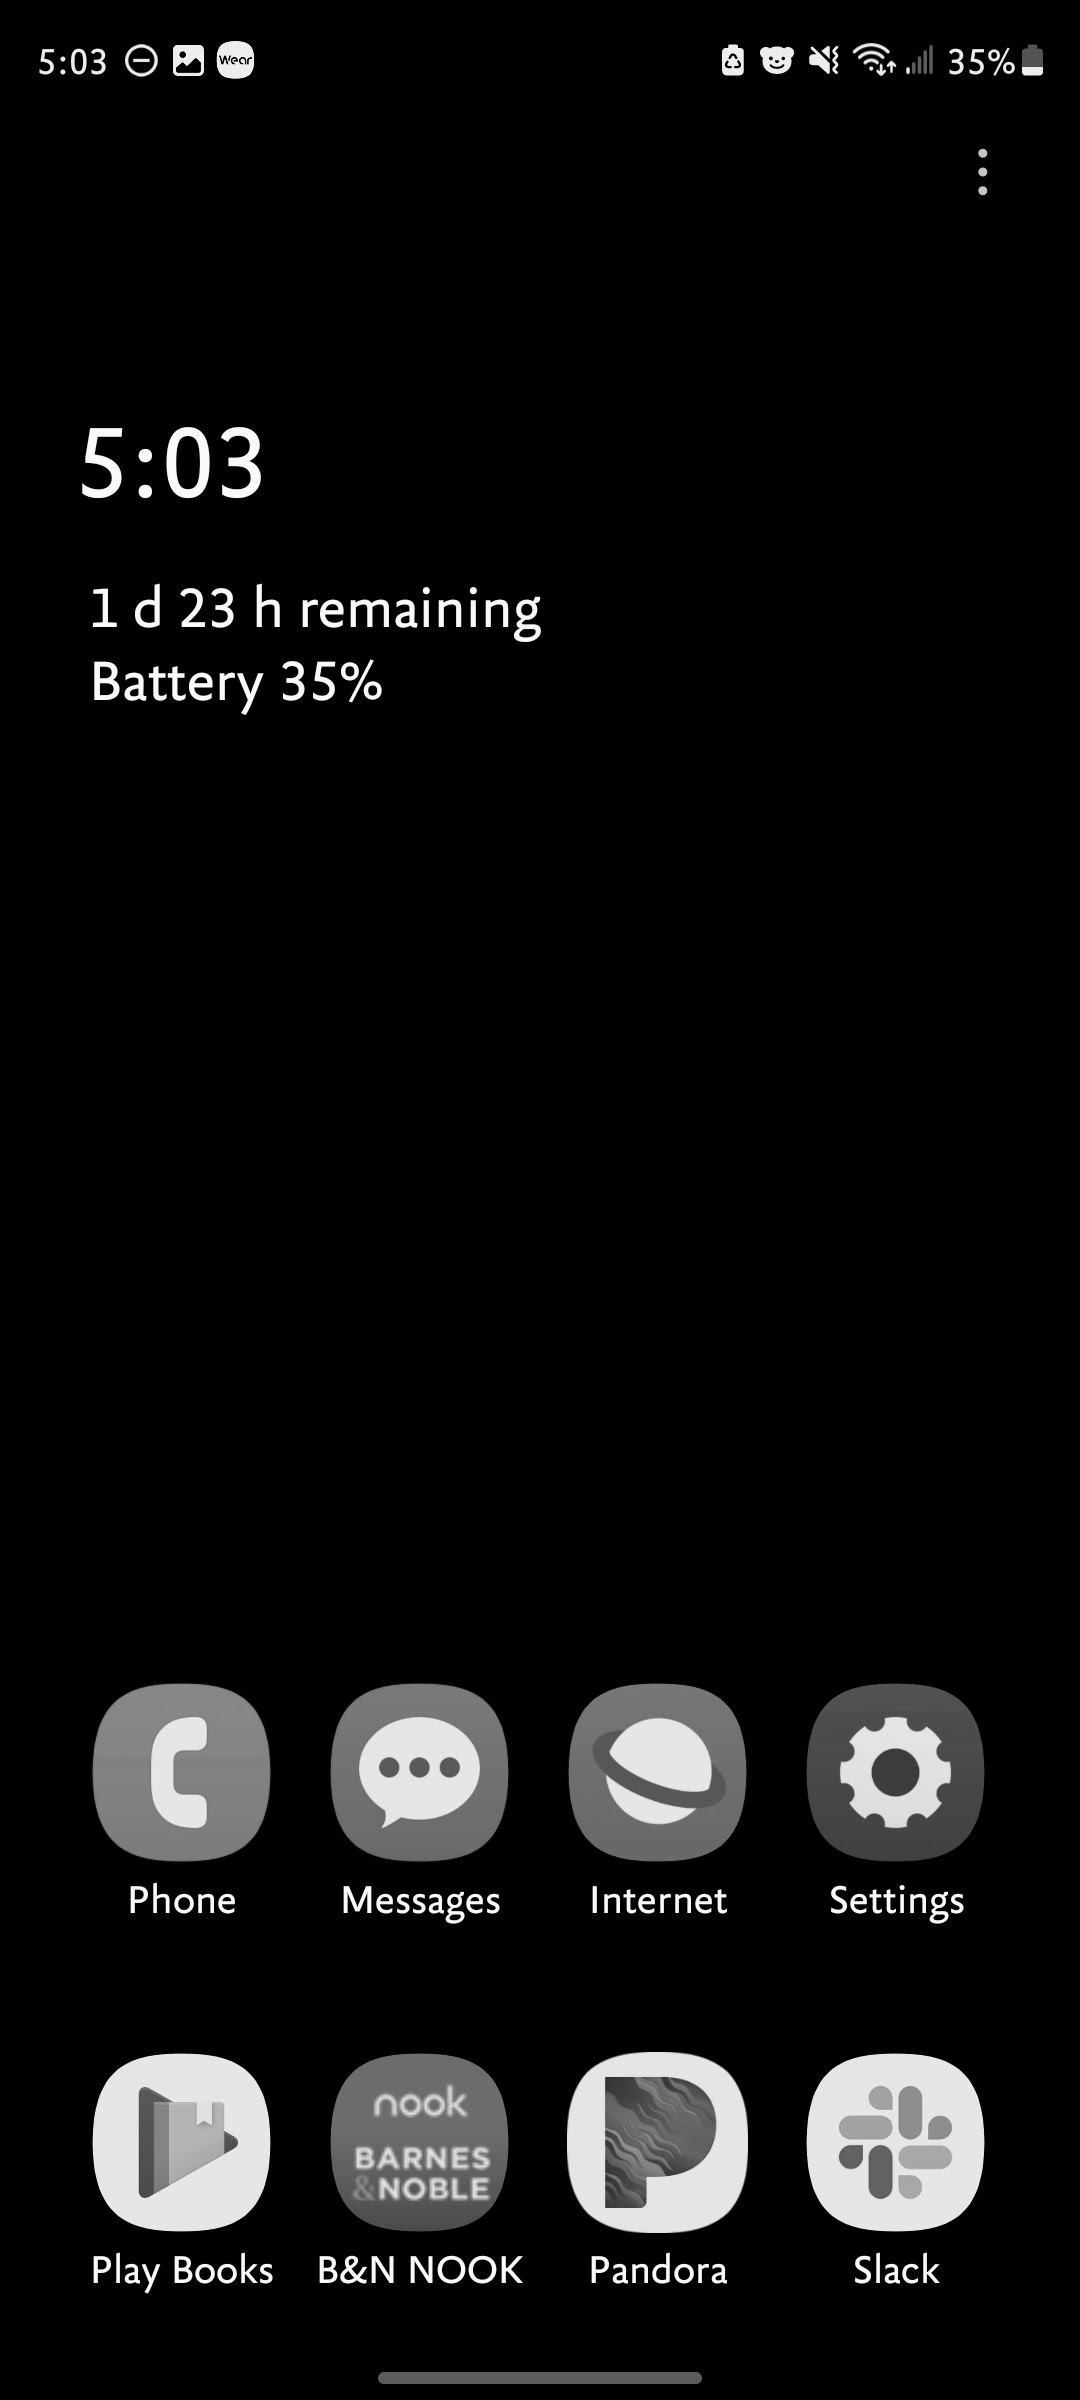 5:03 Wear 35%
5:03
1 d 23 h remaining
Battery 35%
Phone Messages Internet Settings
nook
BARNES
&NOBLE
Play Books B&N NOOK Pandora Slack